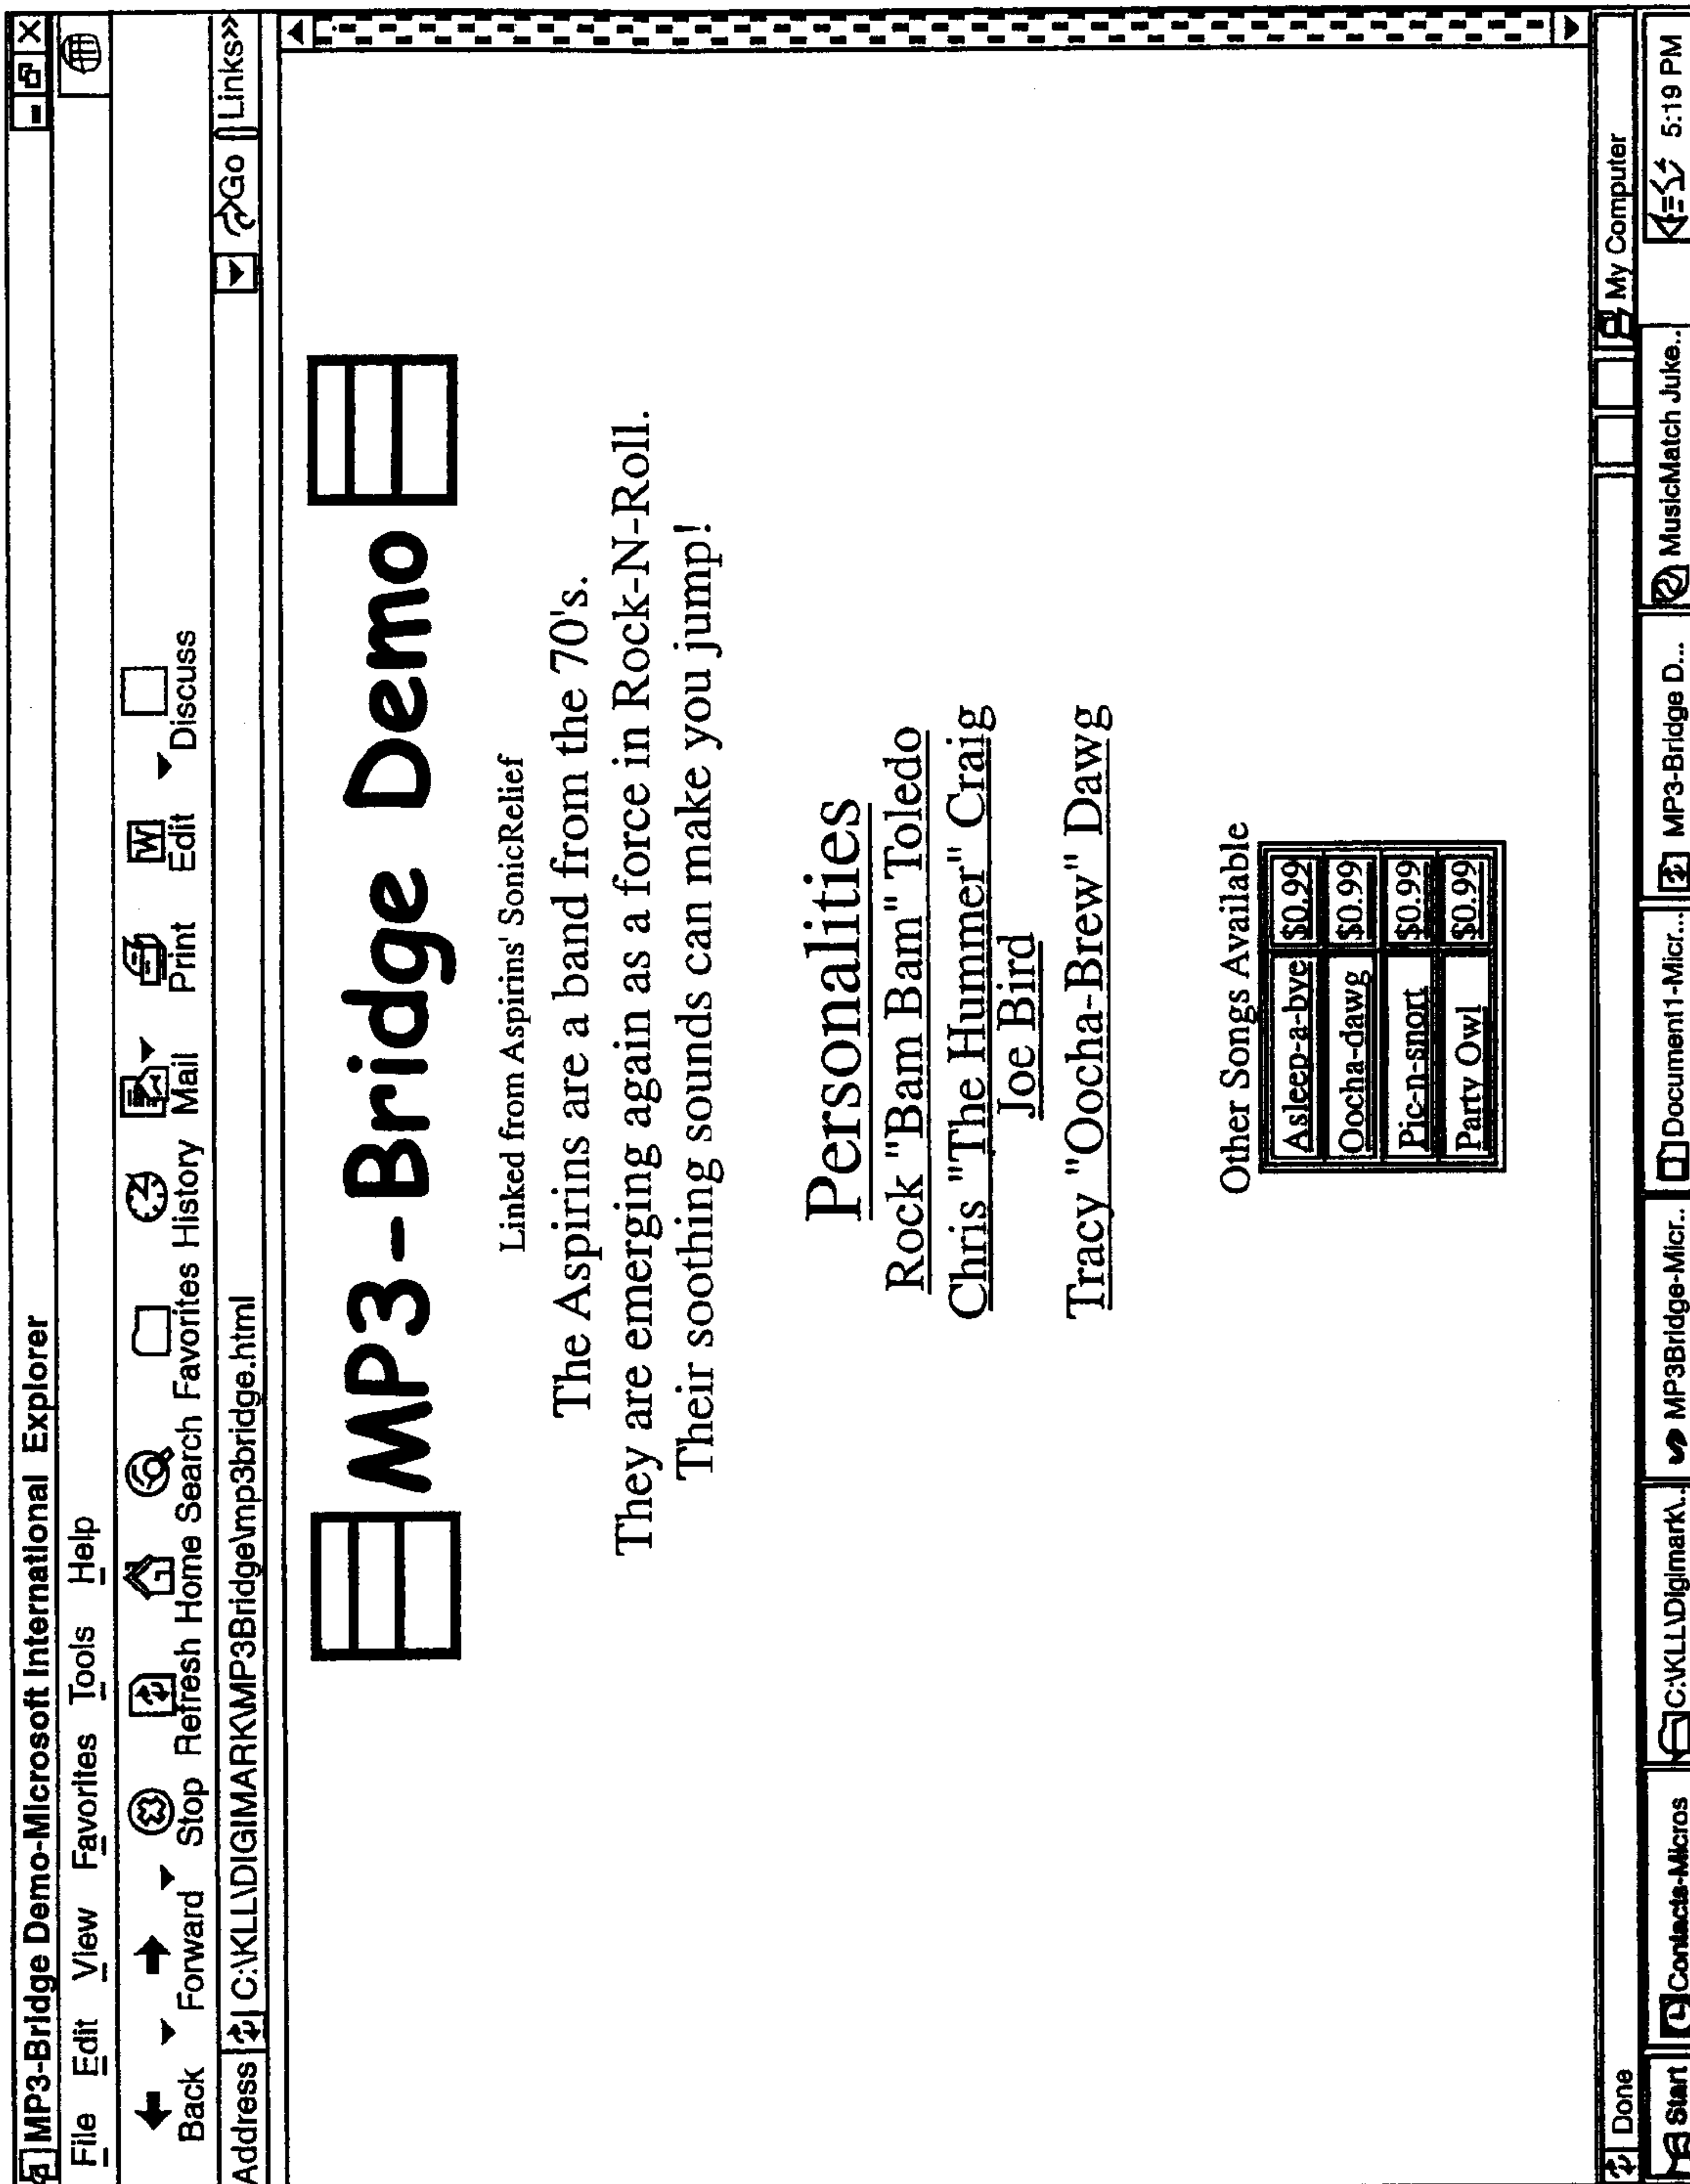 MP3-Bridge Demo-Microsoft International Explorer
File Edit View Favorites Tools Help
Back Forward Stop Refresh Home Search Favorites History Mail Print Edit Discuss
Address C:\KLL\DIGIMARK\MP3Bridge\mp3bridge.html Go Links»
MP3-Bridge Demo
Linked from Aspirins' SonicRelief
The Aspirins are a band from the 70's.
They are emerging again as a force in Rock-N-Roll.
Their soothing sounds can make you jump!
Personalities
Rock "Bam Bam" Toledo
Chris "The Hummer" Craig
Joe Bird
Tracy "Oocha-Brew" Dawg
Other Songs Available
Asleep-a-bye $0.99
Oocha-dawg $0.99
Pic-n-snort $0.99
Party Owl $0.99
Done My Computer
Start Contacts-Micros C:\KLL\Digimark\.. MP3Bridge-Micr.. Document1-Micr... MP3-Bridge D... MusicMatch Juke.. 5:19 PM